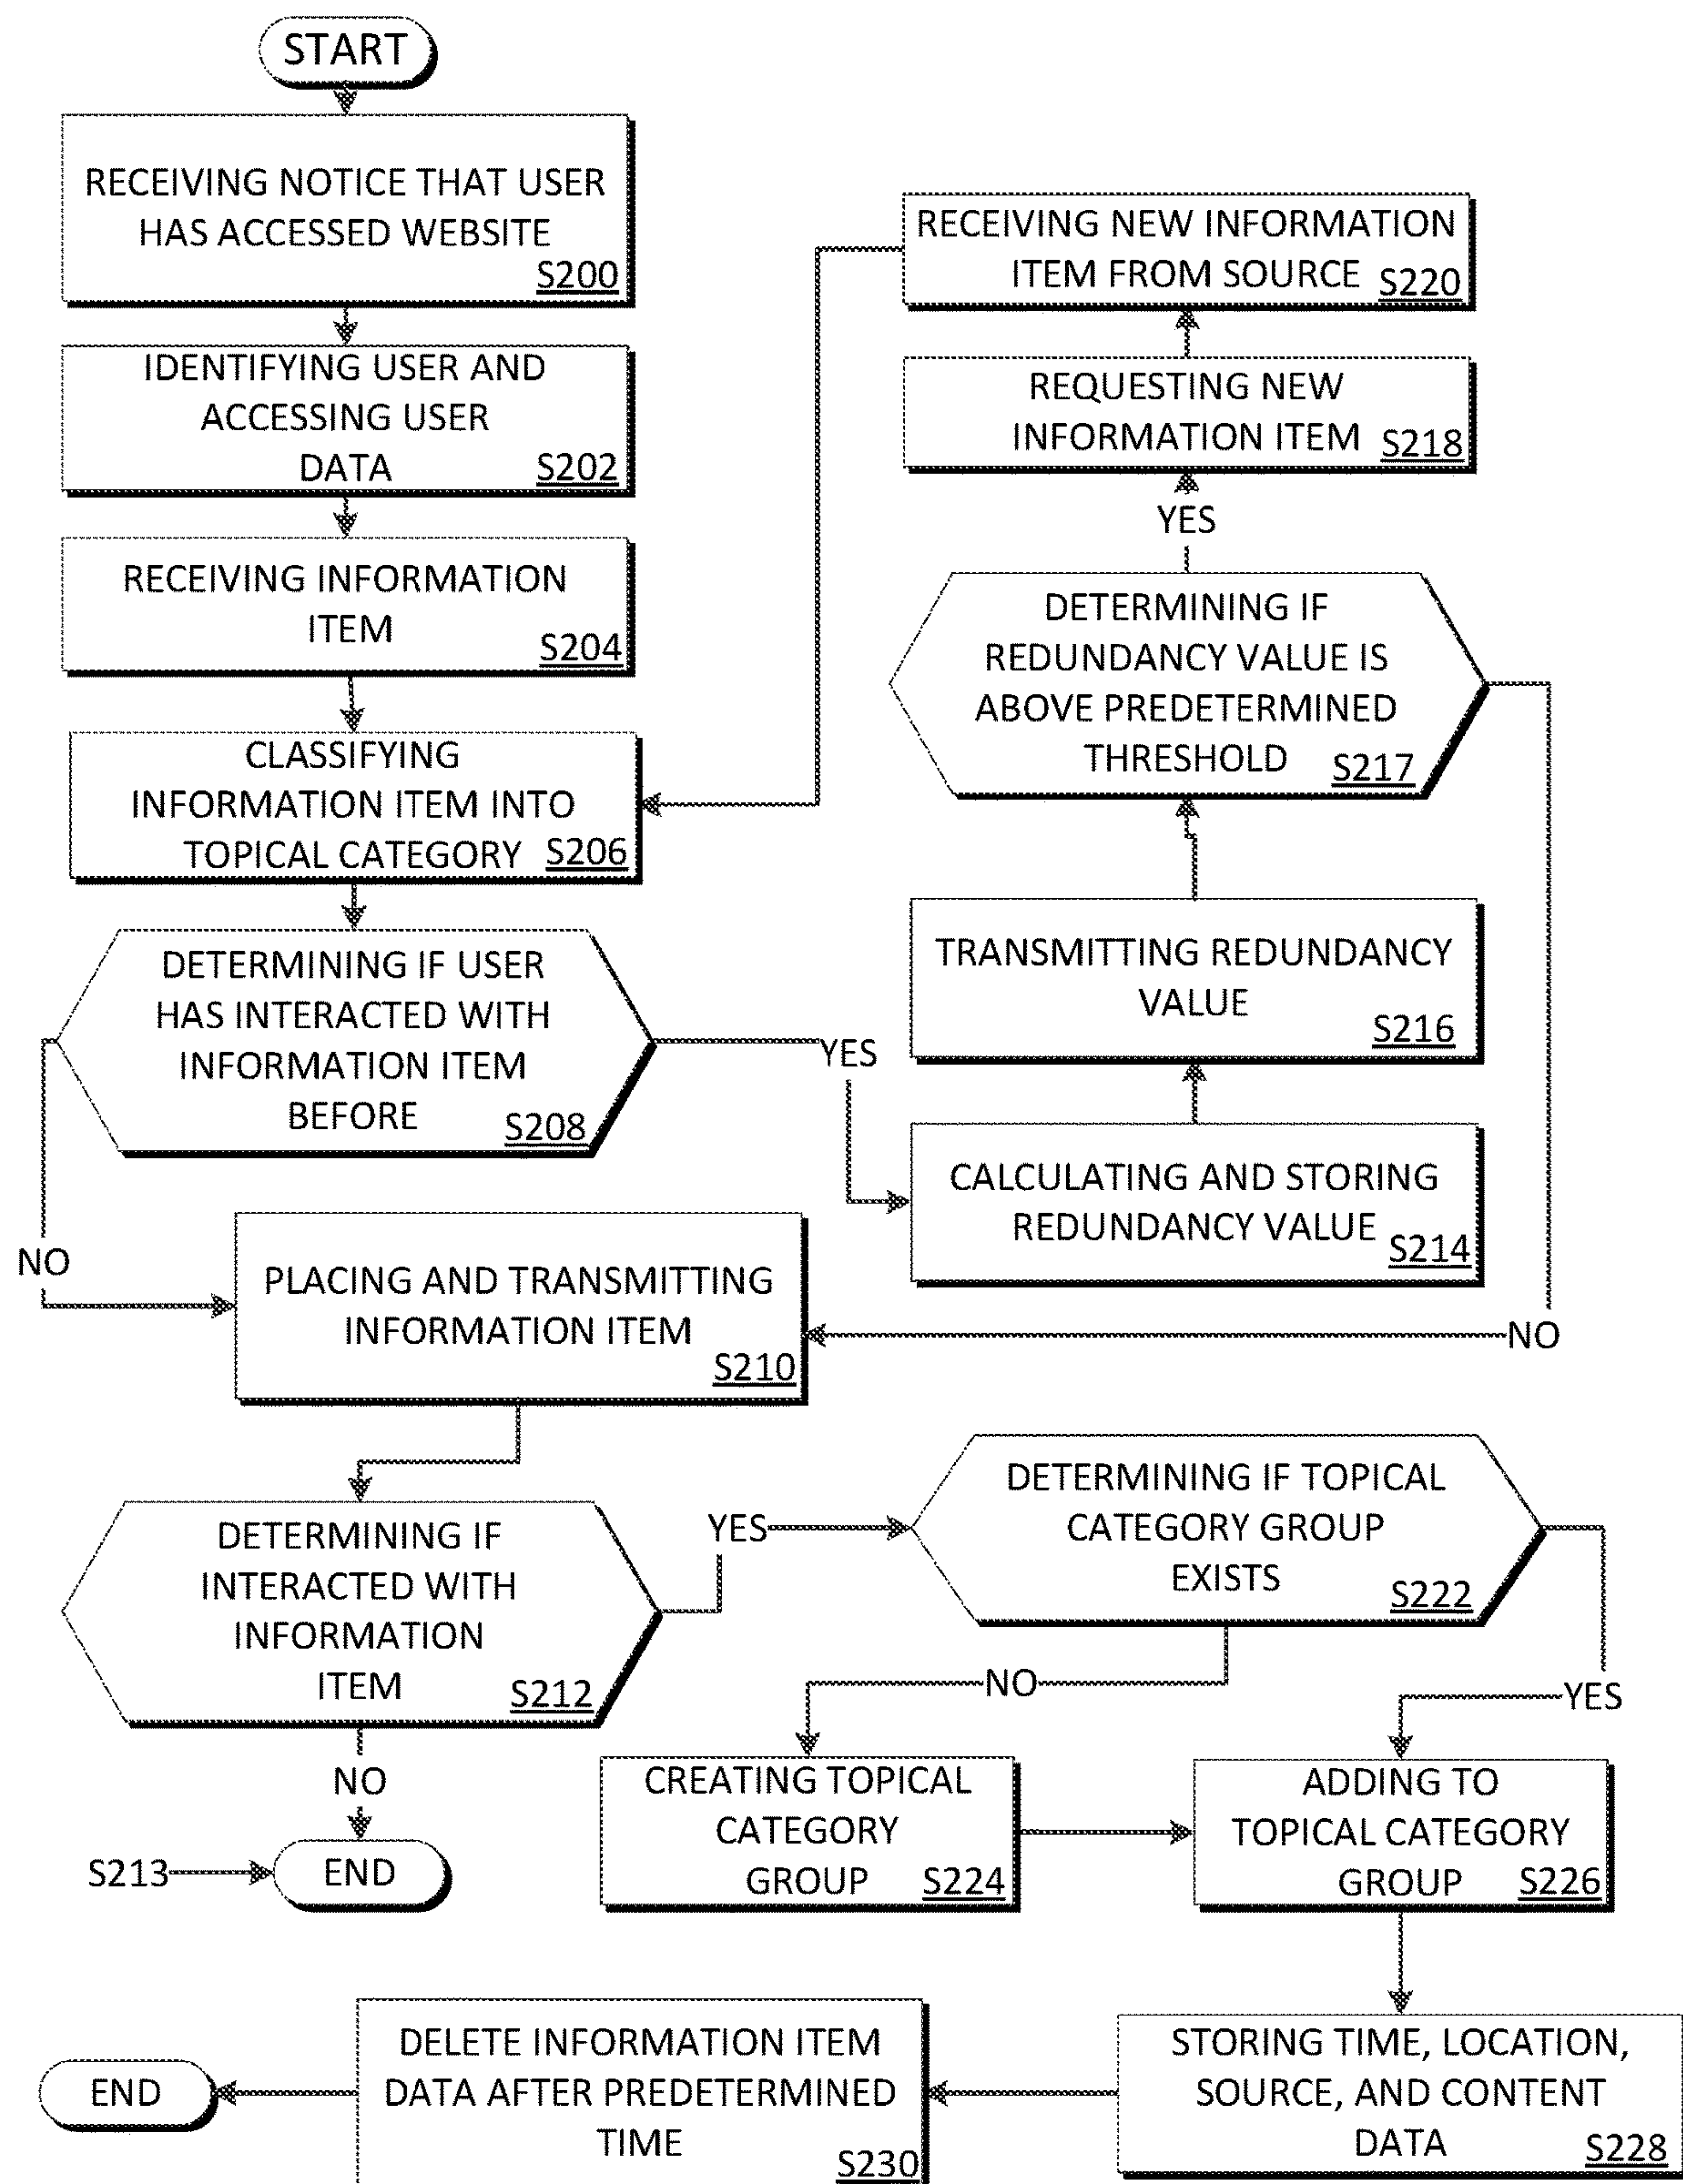 START
RECEIVING NOTICE THAT USER
HAS ACCESSED WEBSITE
S200
IDENTIFYING USER AND
ACCESSING USER
DATA
S202
RECEIVING INFORMATION
ITEM
S204
CLASSIFYING
INFORMATION ITEM INTO
TOPICAL CATEGORY S206
DETERMINING IF USER
HAS INTERACTED WITH
INFORMATION ITEM
BEFORE
S208
YES
NO
RECEIVING NEW INFORMATION
ITEM FROM SOURCE S220
REQUESTING NEW
INFORMATION ITEM S218
YES
DETERMINING IF
REDUNDANCY VALUE IS
ABOVE PREDETERMINED
THRESHOLD S217
TRANSMITTING REDUNDANCY
VALUE
S216
CALCULATING AND STORING
REDUNDANCY VALUE
S214
NO
PLACING AND TRANSMITTING
INFORMATION ITEM
S210
DETERMINING IF
INTERACTED WITH
INFORMATION
ITEM S212
YES
NO
S213
END
DETERMINING IF TOPICAL
CATEGORY GROUP
EXISTS
S222
NO
YES
CREATING TOPICAL
CATEGORY
GROUP S224
ADDING TO
TOPICAL CATEGORY
GROUP S226
STORING TIME, LOCATION,
SOURCE, AND CONTENT
DATA S228
DELETE INFORMATION ITEM
DATA AFTER PREDETERMINED
TIME
S230
END